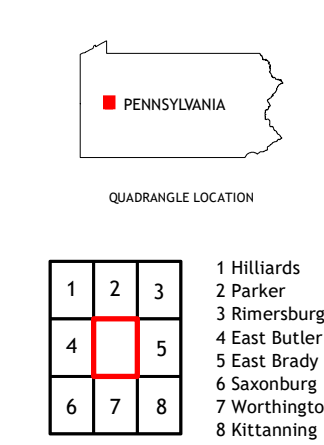 PENNSYLVANIA
QUADRANGLE LOCATION
1 2 3
4 5
6 7 8
1 Hilliards
2 Parker
3 Rimersburg
4 East Butler
5 East Brady
6 Saxonburg
7 Worthingto
8 Kittanning